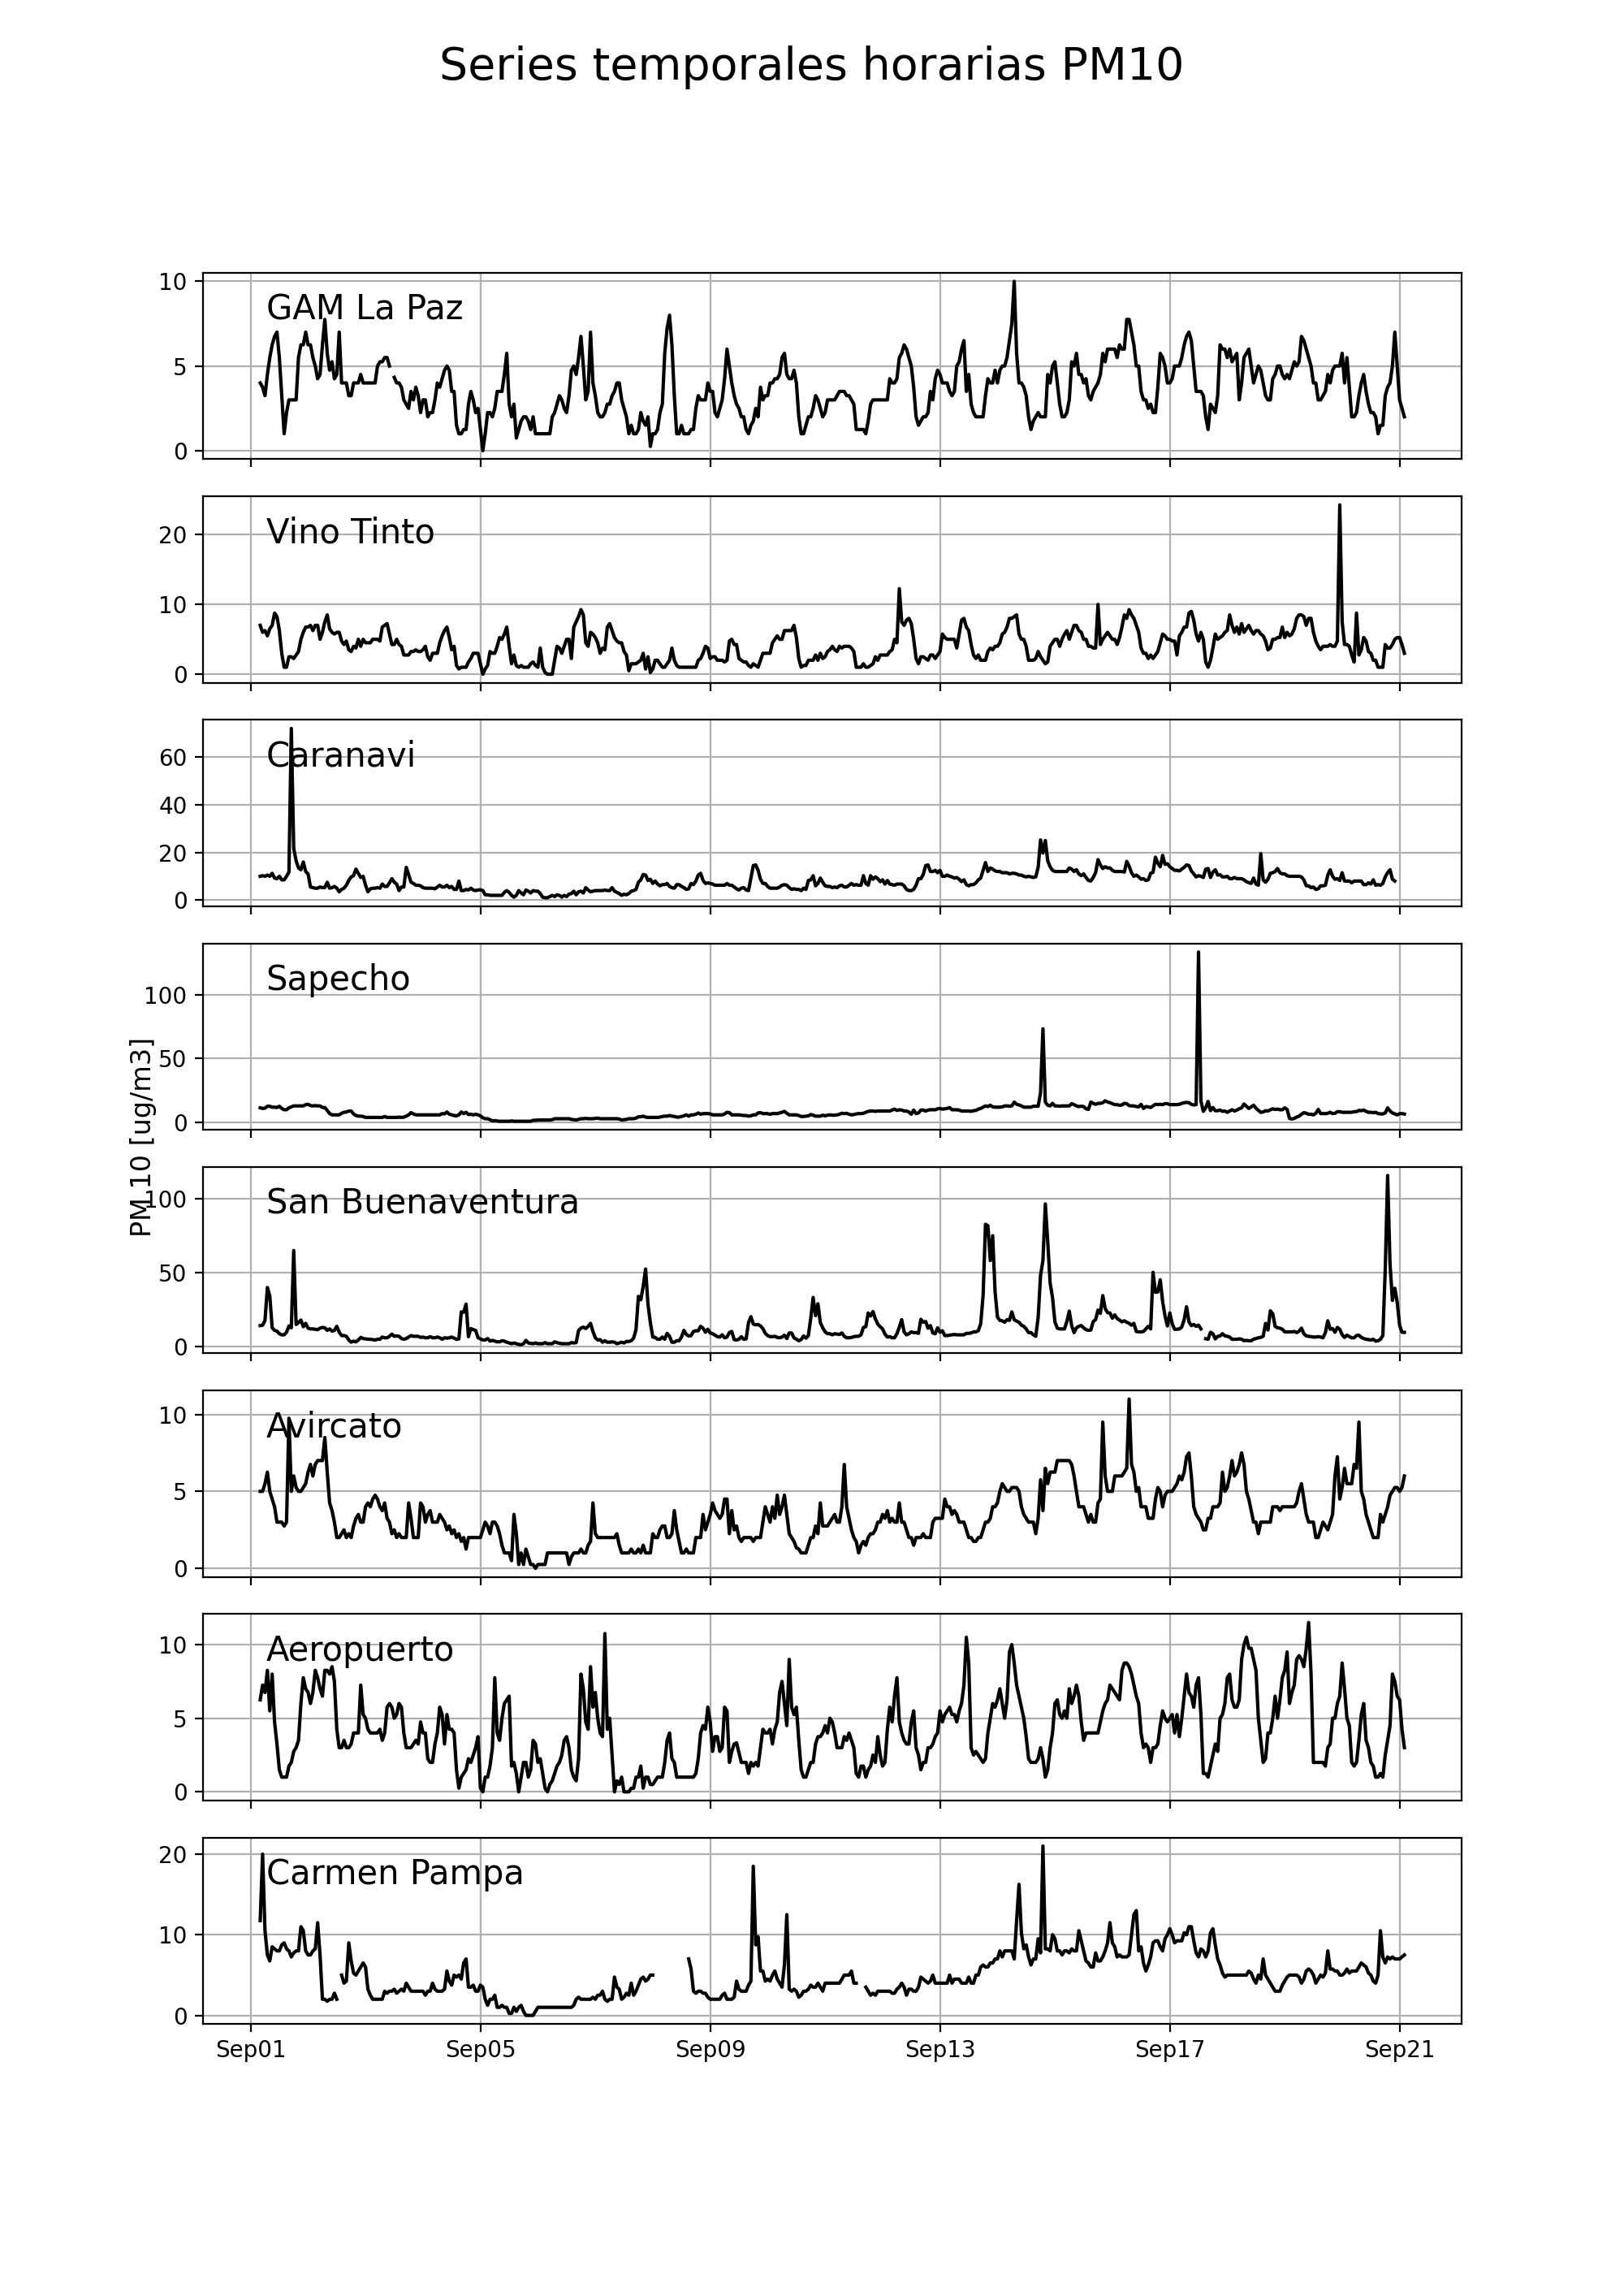 Series temporales horarias PM10
10
GAM La Paz
5
0
20
Vino Tinto
10
0
60
Caranavi
40
20
0
Sapecho
100
50
0
PM 10 [ug/m3]
100
San Buenaventura
50
0
10
Avircato
5
0
10
Aeropuerto
5
0
20
Carmen Pampa
10
0
Sep01 Sep05 Sep09 Sep13 Sep17 Sep21